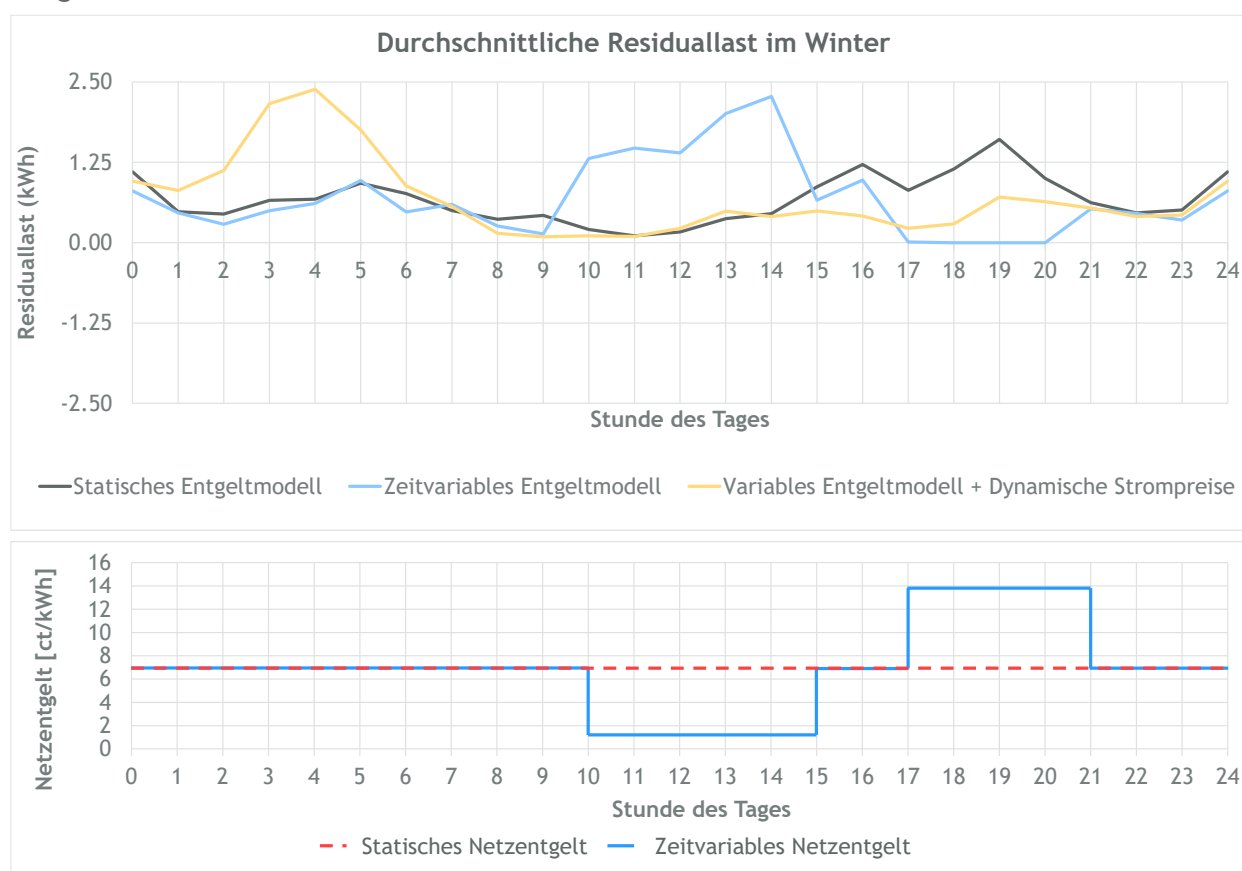 Durchschnittliche Residuallast im Winter
Residuallast (kWh)
2.50
1.25
0.00
-1.25
-2.50
0 1 2 3 4 5 6 7 8 9 10 11 12 13 14 15 16 17 18 19 20 21 22 23 24
Stunde des Tages
Statisches Entgeltmodell Zeitvariables Entgeltmodell Variables Entgeltmodell + Dynamische Strompreise
Netzentgelt [ct/kWh]
16
14
12
10
8
6
4
2
0
0 1 2 3 4 5 6 7 8 9 10 11 12 13 14 15 16 17 18 19 20 21 22 23 24
Stunde des Tages
Statisches Netzentgelt Zeitvariables Netzentgelt